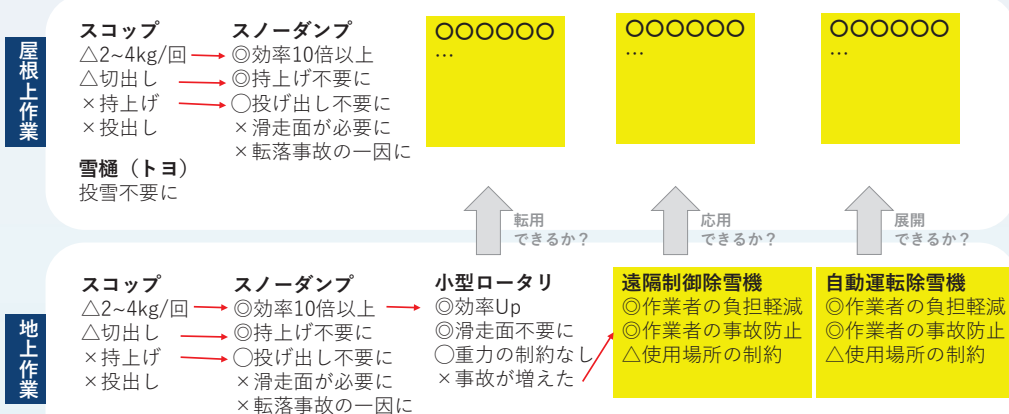 屋根上作業
スコップ
△2~4kg/回
△切出し
×持上げ
×投出し
雪樋（トヨ）
投雪不要に
スノーダンプ
◎効率10倍以上
◎持上げ不要に
◯投げ出し不要に
×滑走面が必要に
×転落事故の一因に
〇〇〇〇〇〇
…
〇〇〇〇〇〇
…
〇〇〇〇〇〇
…
転用
できるか？
応用
できるか？
展開
できるか？
地上作業
スコップ
△2~4kg/回
△切出し
×持上げ
×投出し
スノーダンプ
◎効率10倍以上
◎持上げ不要に
◯投げ出し不要に
×滑走面が必要に
×転落事故の一因に
小型ロータリ
◎効率Up
◎滑走面不要に
◯重力の制約なし
×事故が増えた
遠隔制御除雪機
◎作業者の負担軽減
◎作業者の事故防止
△使用場所の制約
自動運転除雪機
◎作業者の負担軽減
◎作業者の事故防止
△使用場所の制約